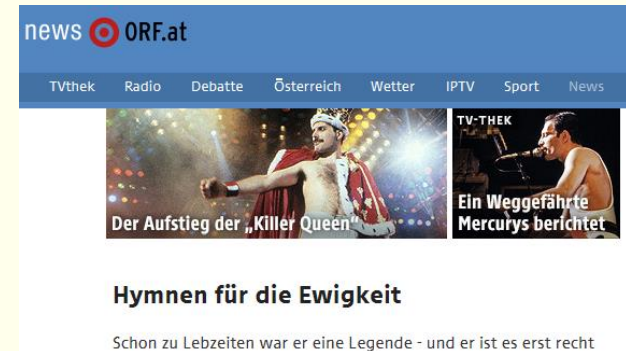 news ORF.at
TVthek Radio Debatte Österreich Wetter IPTV Sport News
Der Aufstieg der „Killer Queen“
TV-THEK
Ein Weggefährte
Mercurys berichtet
Hymnen für die Ewigkeit
Schon zu Lebzeiten war er eine Legende - und er ist es erst recht